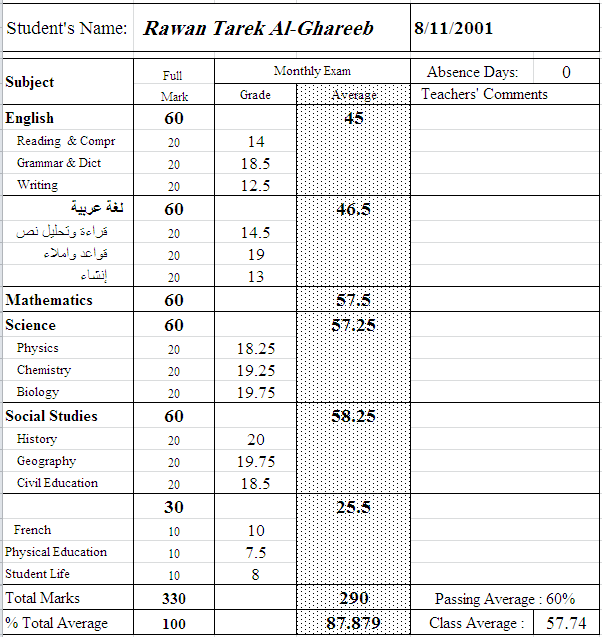 Student's Name: Rawan Tarek Al-Ghareeb 8/11/2001
Subject Full Mark Monthly Exam Absence Days: 0
Grade Average Teachers' Comments
English 60 45
Reading & Compr 20 14
Grammar & Dict 20 18.5
Writing 20 12.5
لغة عربية 60 46.5
قراءة وتحليل نص 20 14.5
قواعد واملاء 20 19
إنشاء 20 13
Mathematics 60 57.5
Science 60 57.25
Physics 20 18.25
Chemistry 20 19.25
Biology 20 19.75
Social Studies 60 58.25
History 20 20
Geography 20 19.75
Civil Education 20 18.5
30 25.5
French 10 10
Physical Education 10 7.5
Student Life 10 8
Total Marks 330 290 Passing Average : 60%
% Total Average 100 87.879 Class Average : 57.74